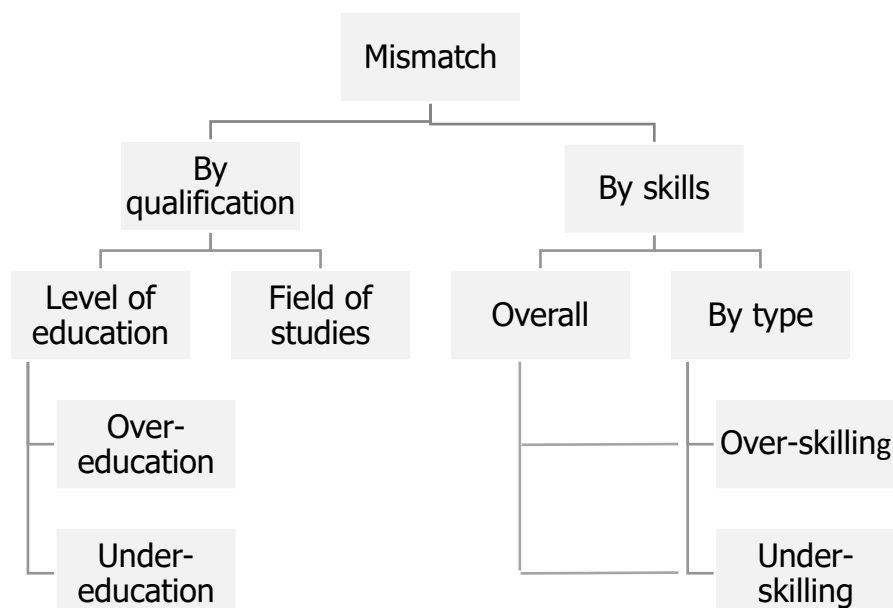 Mismatch
By
qualification
By skills
Level of
education
Field of
studies
Overall
By type
Over-
education
Over-skilling
Under-
education
Under-
skilling